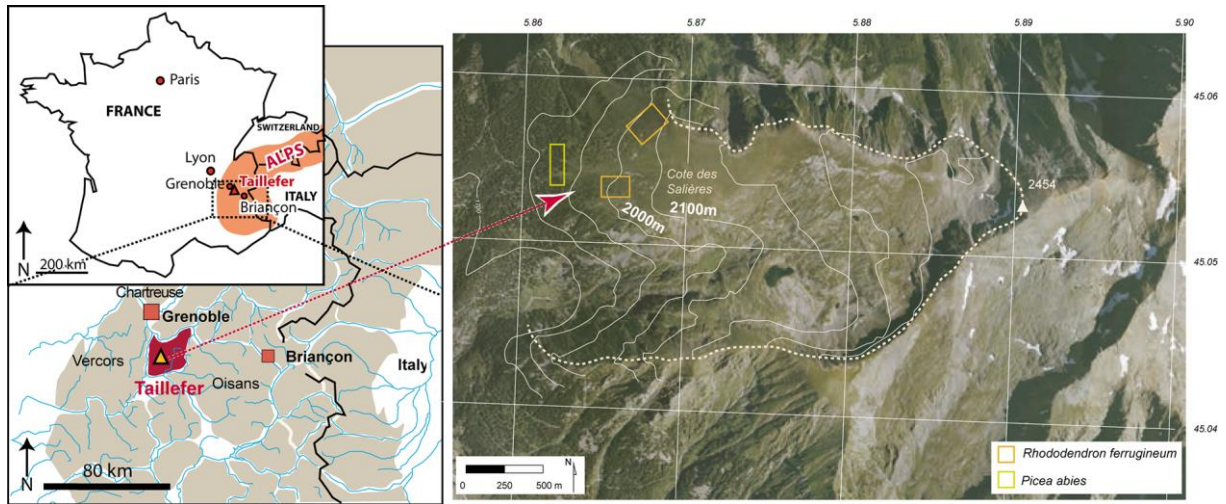 Paris
FRANCE
SWITZERLAND
ALPS
Lyon
Grenoble
Taillefer
ITALY
Briançon
N
200 km
Chartreuse
Grenoble
Vercors
Briançon
Italy
Taillefer
Oisans
N
80 km
5.86
5.87
5.88
5.89
5.90
45.06
45.05
45.04
Cote des
Salières
2000m
2100m
2454
0
250
500 m
N
Rhododendron ferrugineum
Picea abies